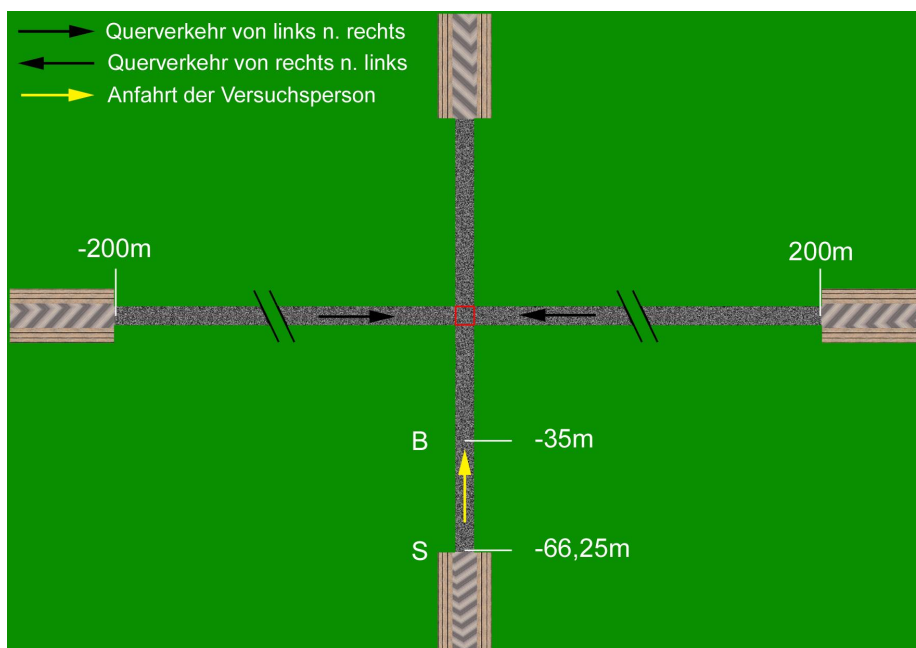 Querverkehr von links n. rechts
Querverkehr von rechts n. links
Anfahrt der Versuchsperson
-200m
200m
B
-35m
S
-66,25m